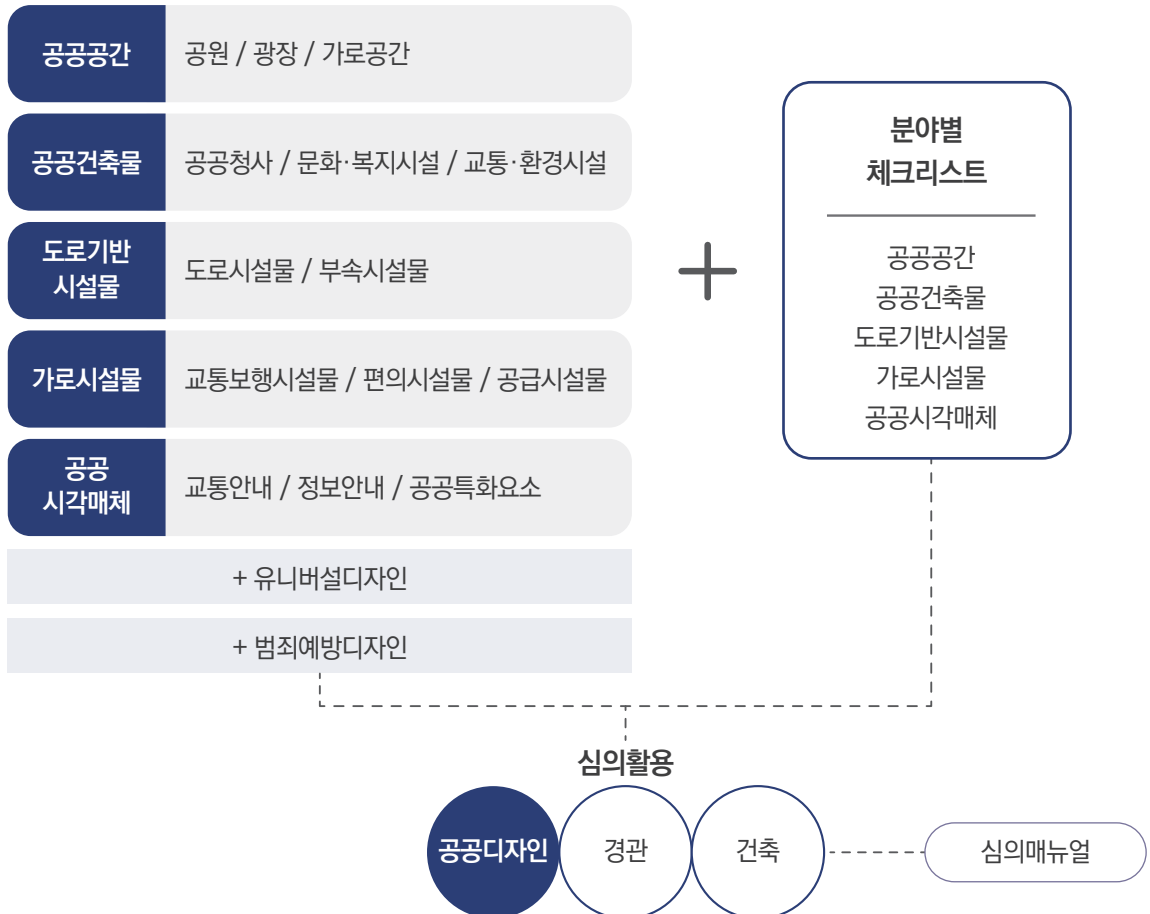 공공공간
공원 / 광장 / 가로공간
공공건축물
공공청사 / 문화·복지시설 / 교통·환경시설
도로기반
시설물
도로시설물 / 부속시설물
가로시설물
교통보행시설물 / 편의시설물 / 공급시설물
공공
시각매체
교통안내 / 정보안내 / 공공특화요소
+ 유니버설디자인
+ 범죄예방디자인
+
분야별
체크리스트
공공공간
공공건축물
도로기반시설물
가로시설물
공공시각매체
심의활용
공공디자인
경관
건축
심의매뉴얼